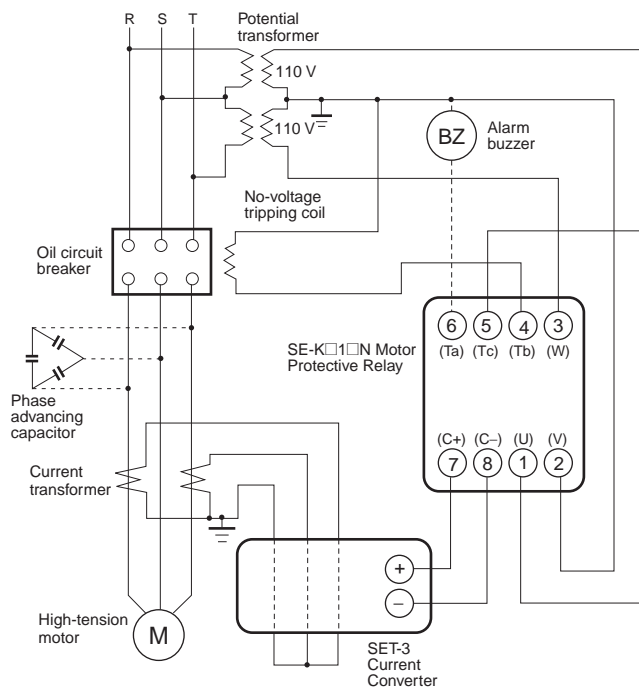 R S T
Potential
transformer
110 V
110 V
BZ
Alarm
buzzer
No-voltage
tripping coil
Oil circuit
breaker
6 5 4 3
(Ta) (Tc) (Tb) (W)
SE-K□1□N Motor
Protective Relay
Phase
advancing
capacitor
(C+) (C−) (U) (V)
7 8 1 2
Current
transformer
+
−
High-tension
motor
M
SET-3
Current
Converter